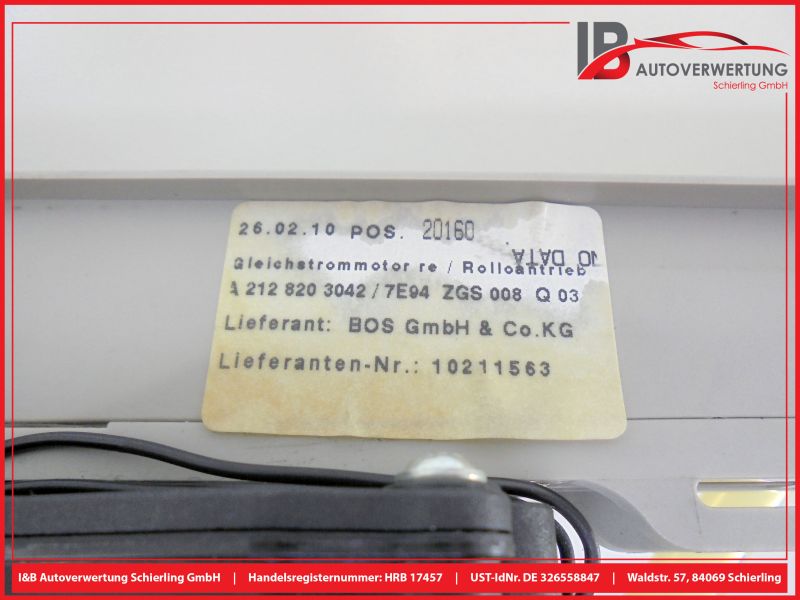 IB
AUTOVERWERTUNG
Schierling GmbH
26.02.10 POS. 20160
NO DATA
Gleichstrommotor re / Rolloantrieb
A 212 820 3042 / 7E94 ZGS 008 Q 03
Lieferant: BOS GmbH & Co.KG
Lieferanten-Nr.: 10211563
I&B Autoverwertung Schierling GmbH | Handelsregisternummer: HRB 17457 | UST-IdNr. DE 326558847 | Waldstr. 57, 84069 Schierling